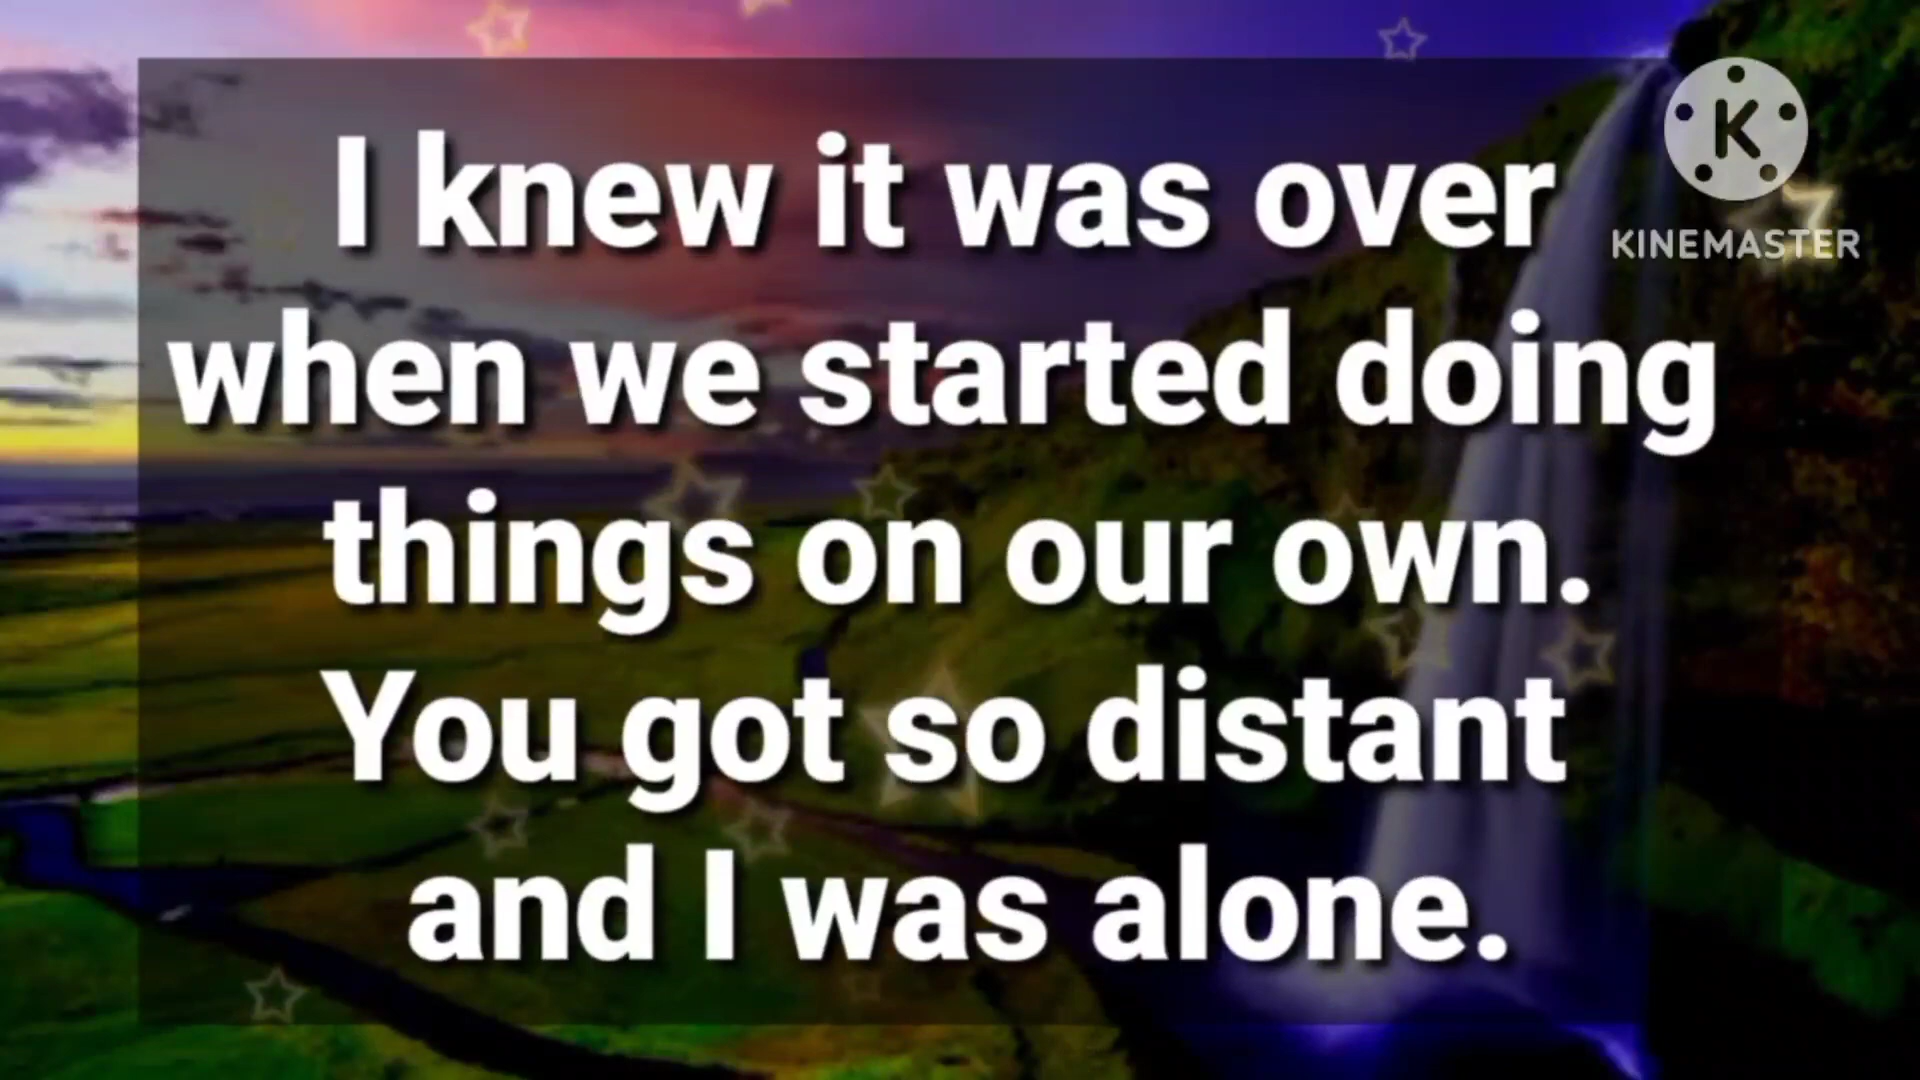 I knew it was over
when we started doing
things on our own.
You got so distant
and I was alone.
K
KINEMASTER